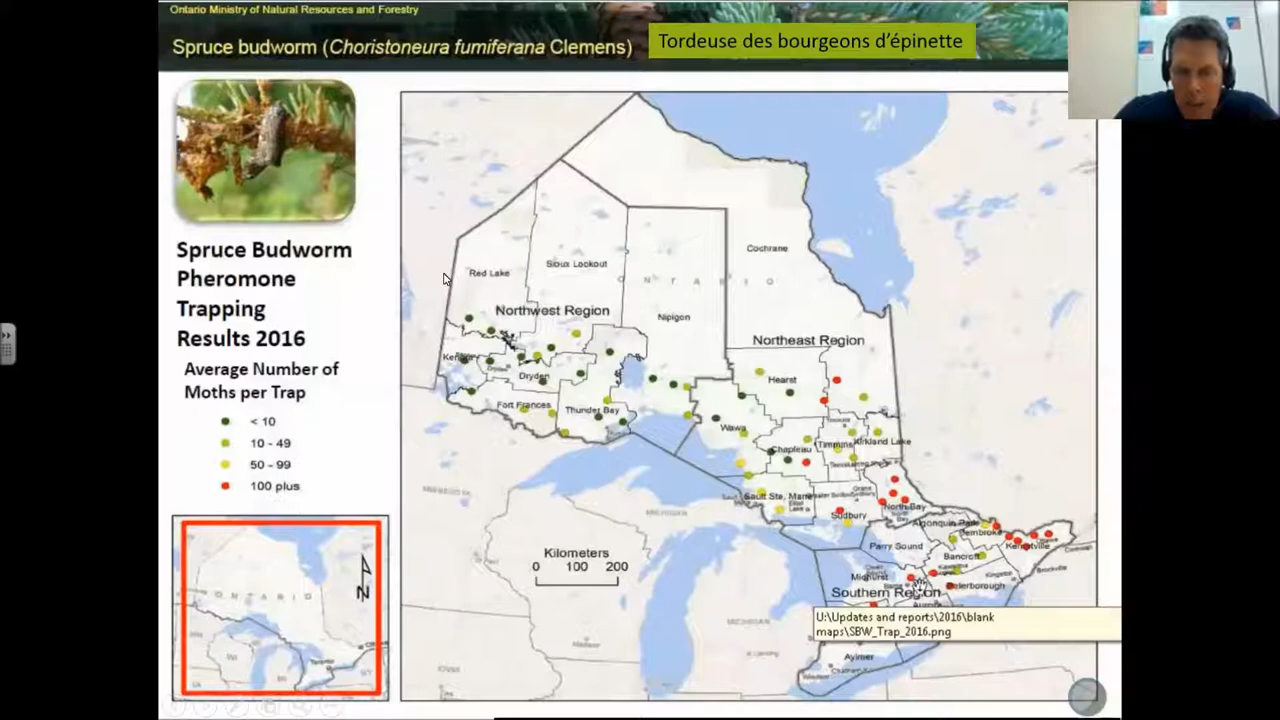 Ontario Ministry of Natural Resources and Forestry
Spruce budworm (Choristoneura fumiferana Clemens)
Tordeuse des bourgeons d'épinette
Spruce Budworm
Pheromone
Trapping
Results 2016
Average Number of
Moths per Trap
< 10
10 - 49
50 - 99
100 plus
Cochrane
Sioux Lookout
Red Lake
ONTARIO
Northwest Region
Nipigon
Northeast Region
Dryden
Hearst
Fort Frances
Thunder Bay
Wawa
Timmins
Kirkland Lake
Chapleau
Sault Ste. Marie
North Bay
Sudbury
Algonquin Park
Pembroke
Parry Sound
Kemptville
Bancroft
Midhurst
Peterborough
Kingston
Brockville
Southern Region
MICHIGAN
Kilometers
0 100 200
U:\Updates and reports\2016\blank
maps\SBW_Trap_2016.png
MICHIGAN
Aylmer
IOWA
ONTARIO
N